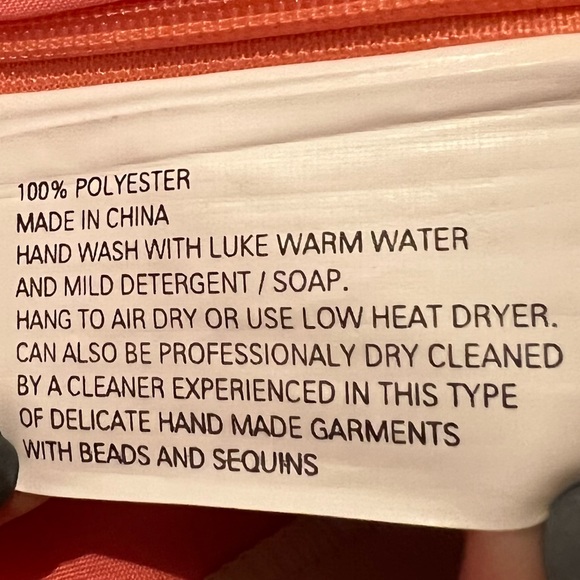 100% POLYESTER
MADE IN CHINA
HAND WASH WITH LUKE WARM WATER
AND MILD DETERGENT / SOAP.
HANG TO AIR DRY OR USE LOW HEAT DRYER.
CAN ALSO BE PROFESSIONALY DRY CLEANED
BY A CLEANER EXPERIENCED IN THIS TYPE
OF DELICATE HAND MADE GARMENTS
WITH BEADS AND SEQUINS